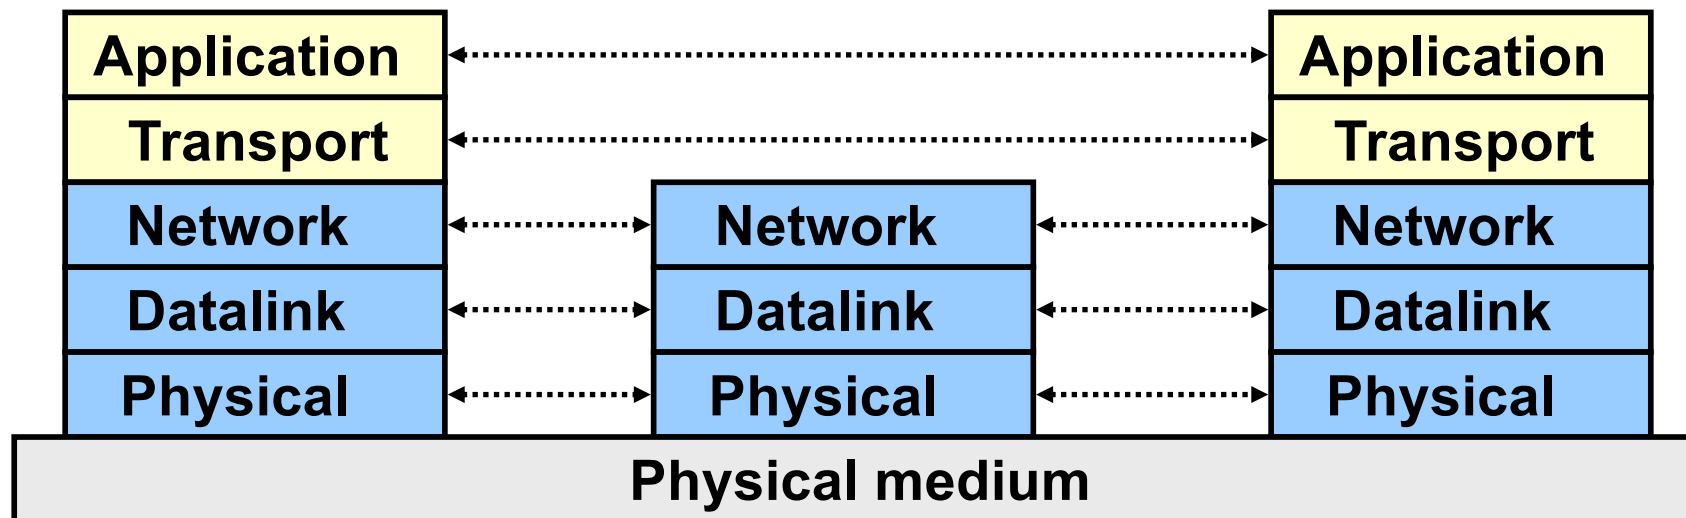 Application Application
Transport Transport
Network Network Network
Datalink Datalink Datalink
Physical Physical Physical
Physical medium